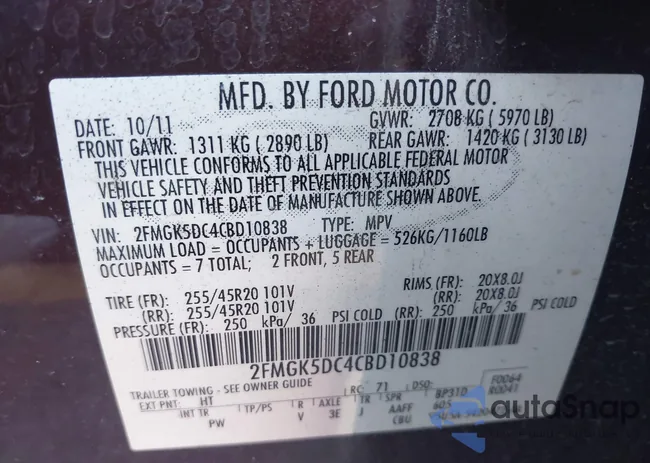 MFD. BY FORD MOTOR CO.
DATE: 10/11 GVWR: 2708 KG ( 5970 LB)
FRONT GAWR: 1311 KG ( 2890 LB) REAR GAWR: 1420 KG ( 3130 LB)
THIS VEHICLE CONFORMS TO ALL APPLICABLE FEDERAL MOTOR
VEHICLE SAFETY AND THEFT PREVENTION STANDARDS
IN EFFECT ON THE DATE OF MANUFACTURE SHOWN ABOVE.
VIN: 2FMGK5DC4CBD10838 TYPE: MPV
MAXIMUM LOAD = OCCUPANTS + LUGGAGE = 526KG/1160LB
OCCUPANTS = 7 TOTAL; 2 FRONT, 5 REAR
TIRE (FR): 255/45R20 101V RIMS (FR): 20X8.0J
(RR): 255/45R20 101V (RR): 20X8.0J
PRESSURE (FR): 250 kPa/ 36 PSI COLD (RR): 250 kPa/ 36 PSI COLD
2FMGK5DC4CBD10838
TRAILER TOWING - SEE OWNER GUIDE LRC: 71 DSO: F0064
EXT PNT: HT BP31D R0041
INT TR TP/PS R AXLE TR SPR 605
PW V 3E J AAFF
CBU
autoSnap